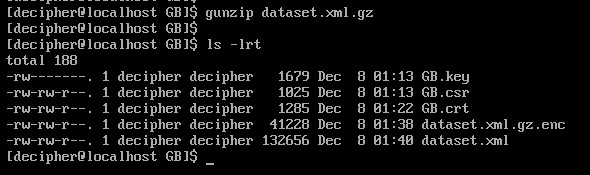 [decipher@localhost GB]$ gunzip dataset.xml.gz
[decipher@localhost GB]$
[decipher@localhost GB]$ ls -lrt
total 188
-rw-------. 1 decipher decipher   1679 Dec  8 01:13 GB.key
-rw-rw-r--. 1 decipher decipher   1025 Dec  8 01:13 GB.csr
-rw-rw-r--. 1 decipher decipher   1285 Dec  8 01:22 GB.crt
-rw-rw-r--. 1 decipher decipher  41228 Dec  8 01:38 dataset.xml.gz.enc
-rw-rw-r--. 1 decipher decipher 132656 Dec  8 01:40 dataset.xml
[decipher@localhost GB]$ _